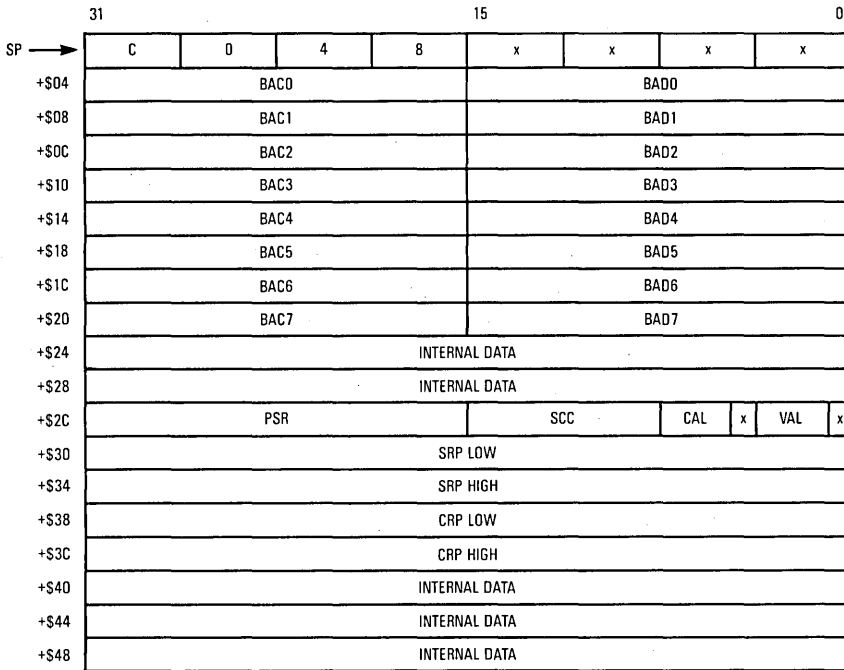 31 15 0
SP C 0 4 8 x x x x
+$04 BAC0 BAD0
+$08 BAC1 BAD1
+$0C BAC2 BAD2
+$10 BAC3 BAD3
+$14 BAC4 BAD4
+$18 BAC5 BAD5
+$1C BAC6 BAD6
+$20 BAC7 BAD7
+$24 INTERNAL DATA
+$28 INTERNAL DATA
+$2C PSR SCC CAL x VAL x
+$30 SRP LOW
+$34 SRP HIGH
+$38 CRP LOW
+$3C CRP HIGH
+$40 INTERNAL DATA
+$44 INTERNAL DATA
+$48 INTERNAL DATA